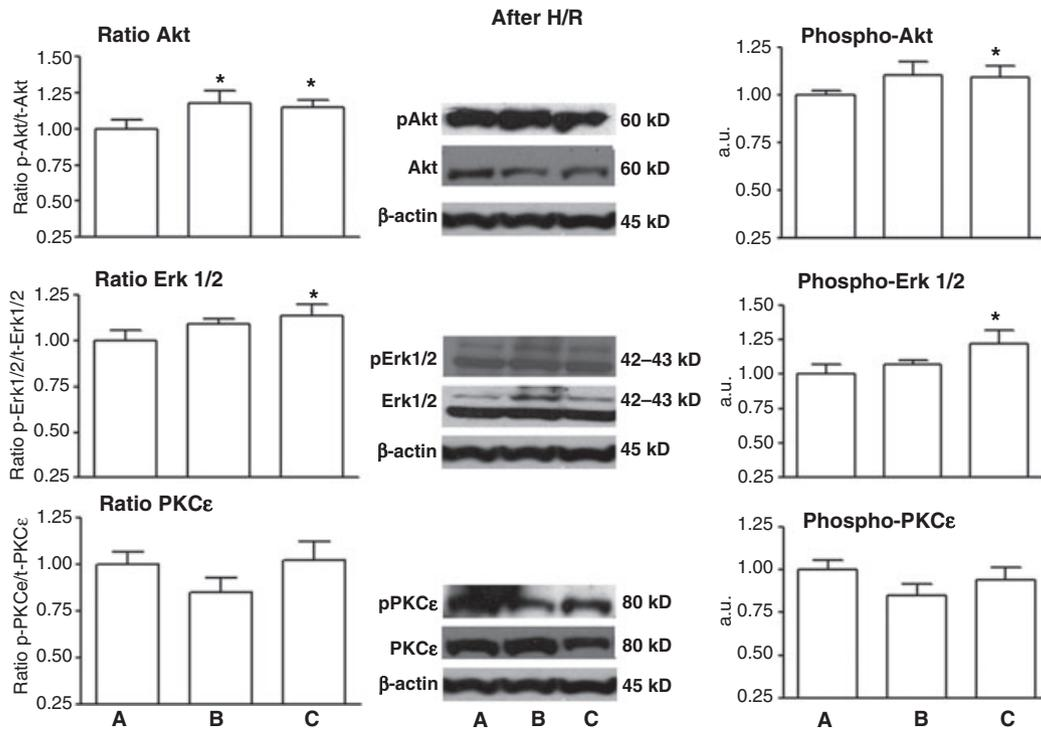 After H/R
Ratio Akt
Ratio p-Akt/t-Akt
1.50
1.25
1.00
0.75
0.50
0.25
*
*
pAkt
60 kD
Akt
60 kD
β-actin
45 kD
Phospho-Akt
a.u.
1.25
1.00
0.75
0.50
0.25
*
Ratio Erk 1/2
Ratio p-Erk1/2/t-Erk1/2
1.25
1.00
0.75
0.50
0.25
*
pErk1/2
42–43 kD
Erk1/2
42–43 kD
β-actin
45 kD
Phospho-Erk 1/2
a.u.
1.50
1.25
1.00
0.75
0.50
0.25
*
Ratio PKCε
Ratio p-PKCe/t-PKCε
1.25
1.00
0.75
0.50
0.25
A B C
pPKCε
80 kD
PKCε
80 kD
β-actin
45 kD
A B C
Phospho-PKCε
a.u.
1.25
1.00
0.75
0.50
0.25
A B C